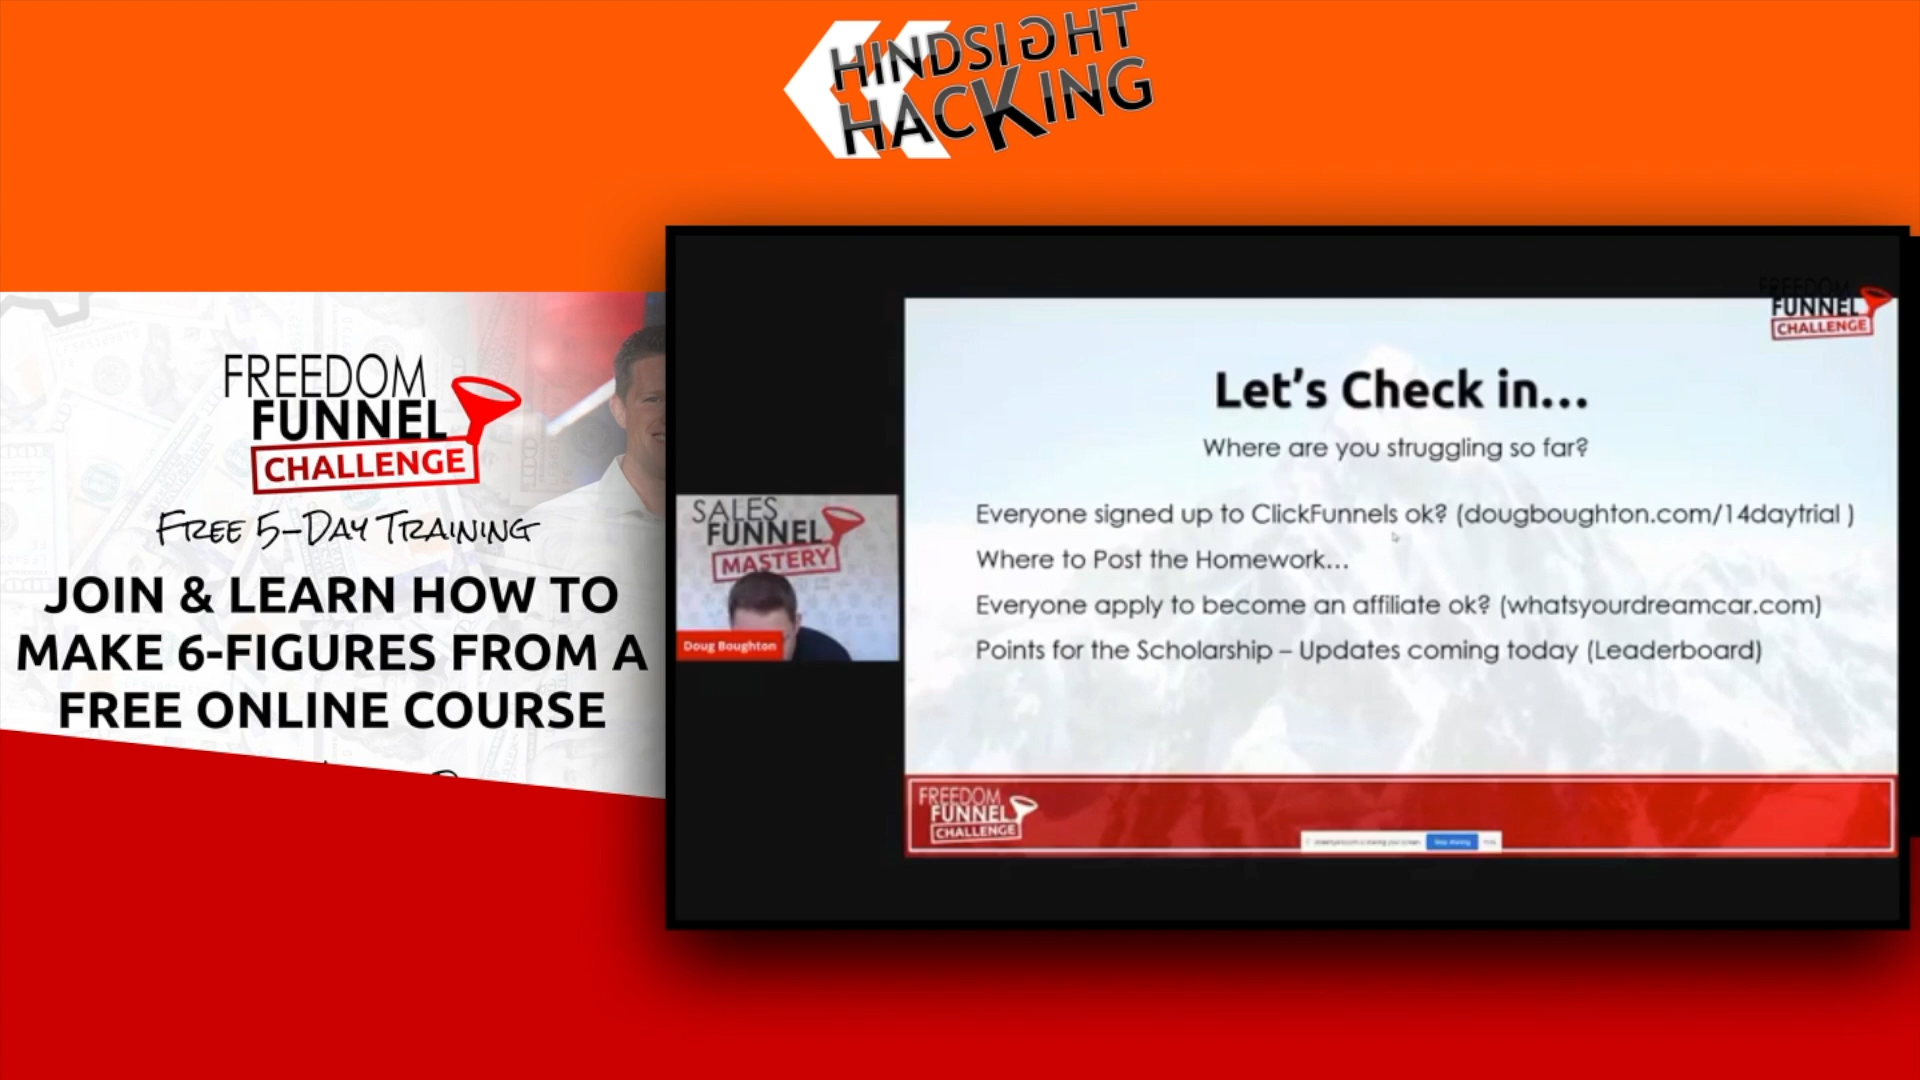 HINDSIGHT
HACKING
FREEDOM
FUNNEL
CHALLENGE
FREE 5-DAY TRAINING
JOIN & LEARN HOW TO
MAKE 6-FIGURES FROM A
FREE ONLINE COURSE
SALES
FUNNEL
MASTERY
Doug Boughton
FREEDOM
FUNNEL
CHALLENGE
Let's Check in...
Where are you struggling so far?
Everyone signed up to ClickFunnels ok? (dougboughton.com/14daytrial )
Where to Post the Homework...
Everyone apply to become an affiliate ok? (whatsyourdreamcar.com)
Points for the Scholarship – Updates coming today (Leaderboard)
FREEDOM
FUNNEL
CHALLENGE
Stop sharing